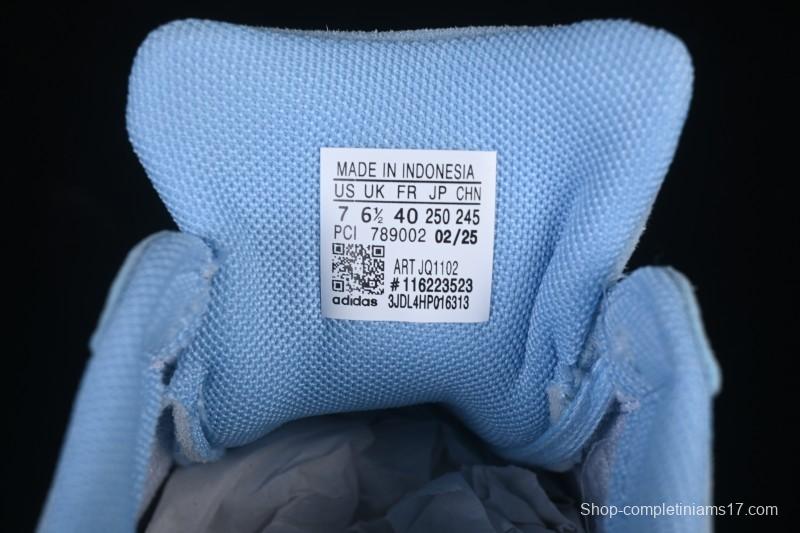 MADE IN INDONESIA
US UK FR JP CHN
7 6½ 40 250 245
PCI 789002 02/25
ART JQ1102
#116223523
adidas 3JDL4HP016313
Shop-completiniams17.com